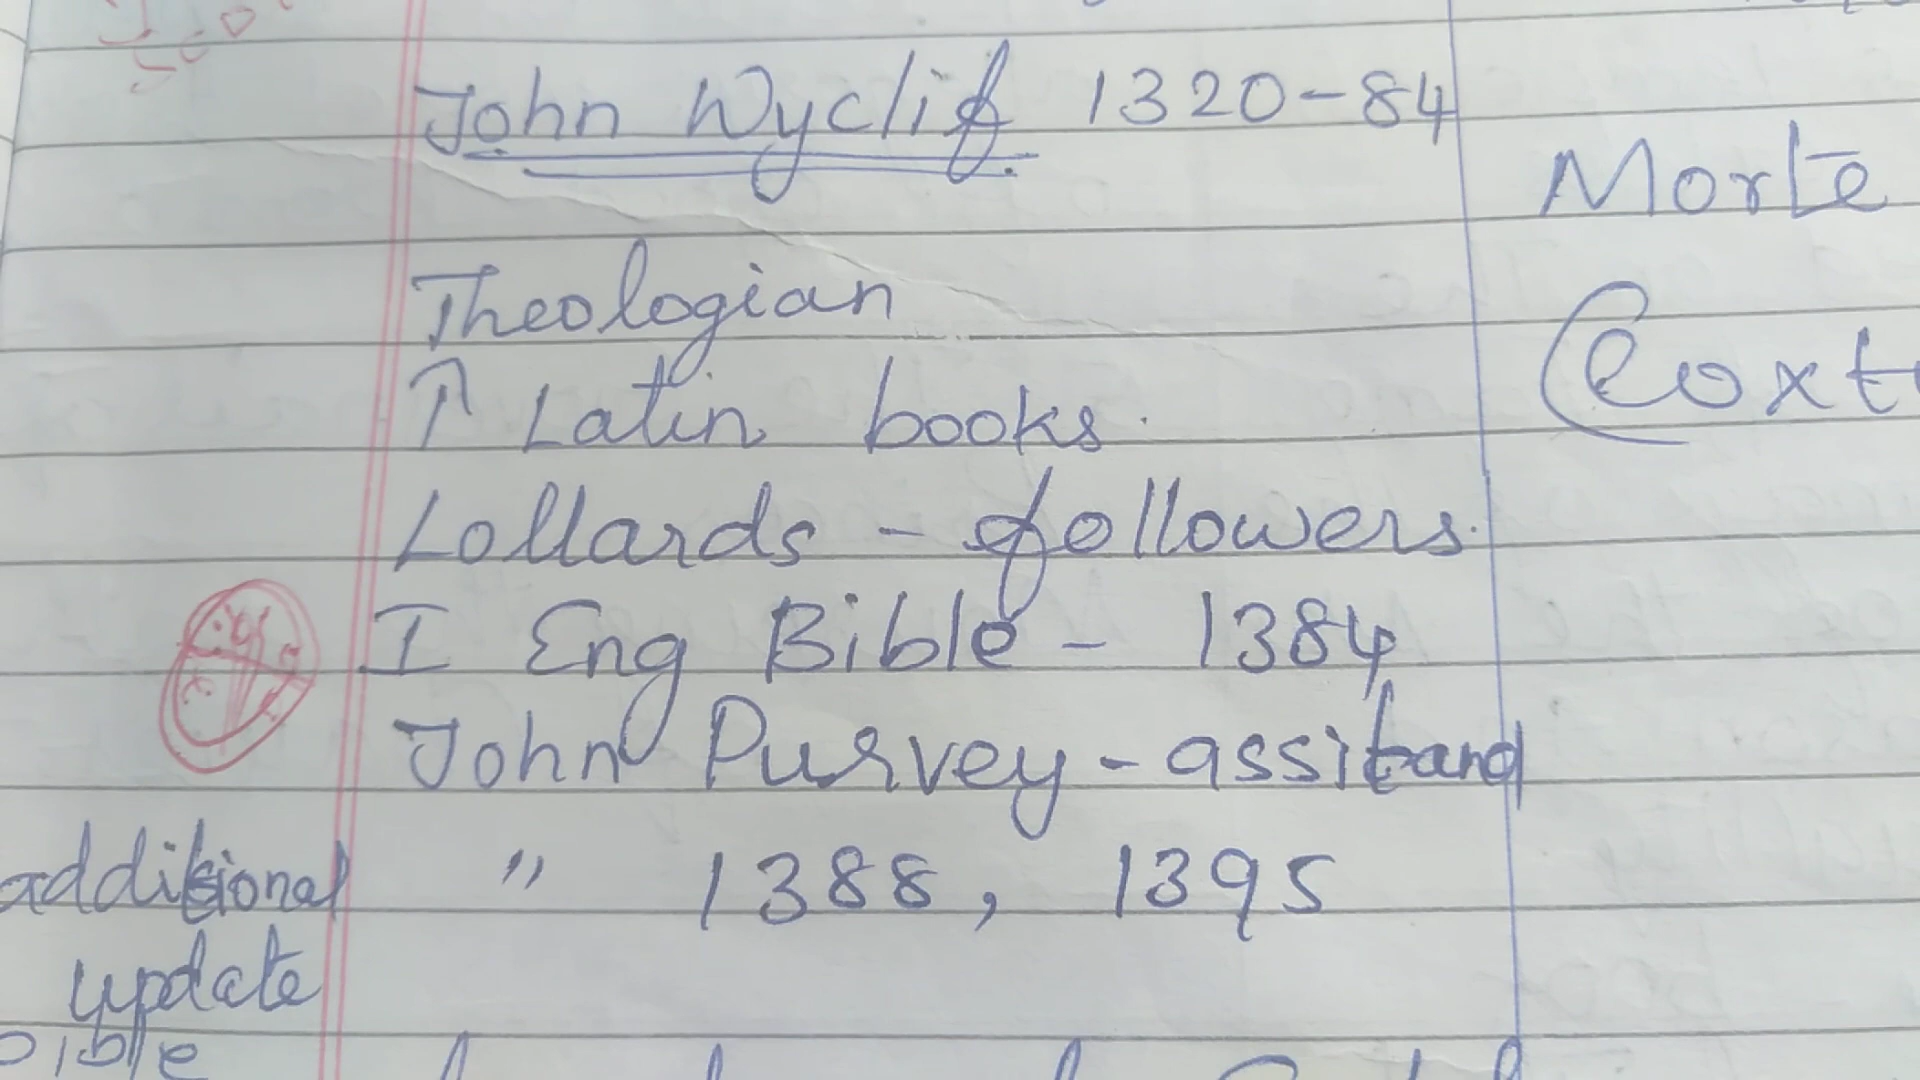 John Wyclif 1320-84
Theologian
↑ Latin books.
Lollards - followers.
I Eng Bible - 1384
John Purvey - assitand
additional " 1388, 1395
update
bible
Morte